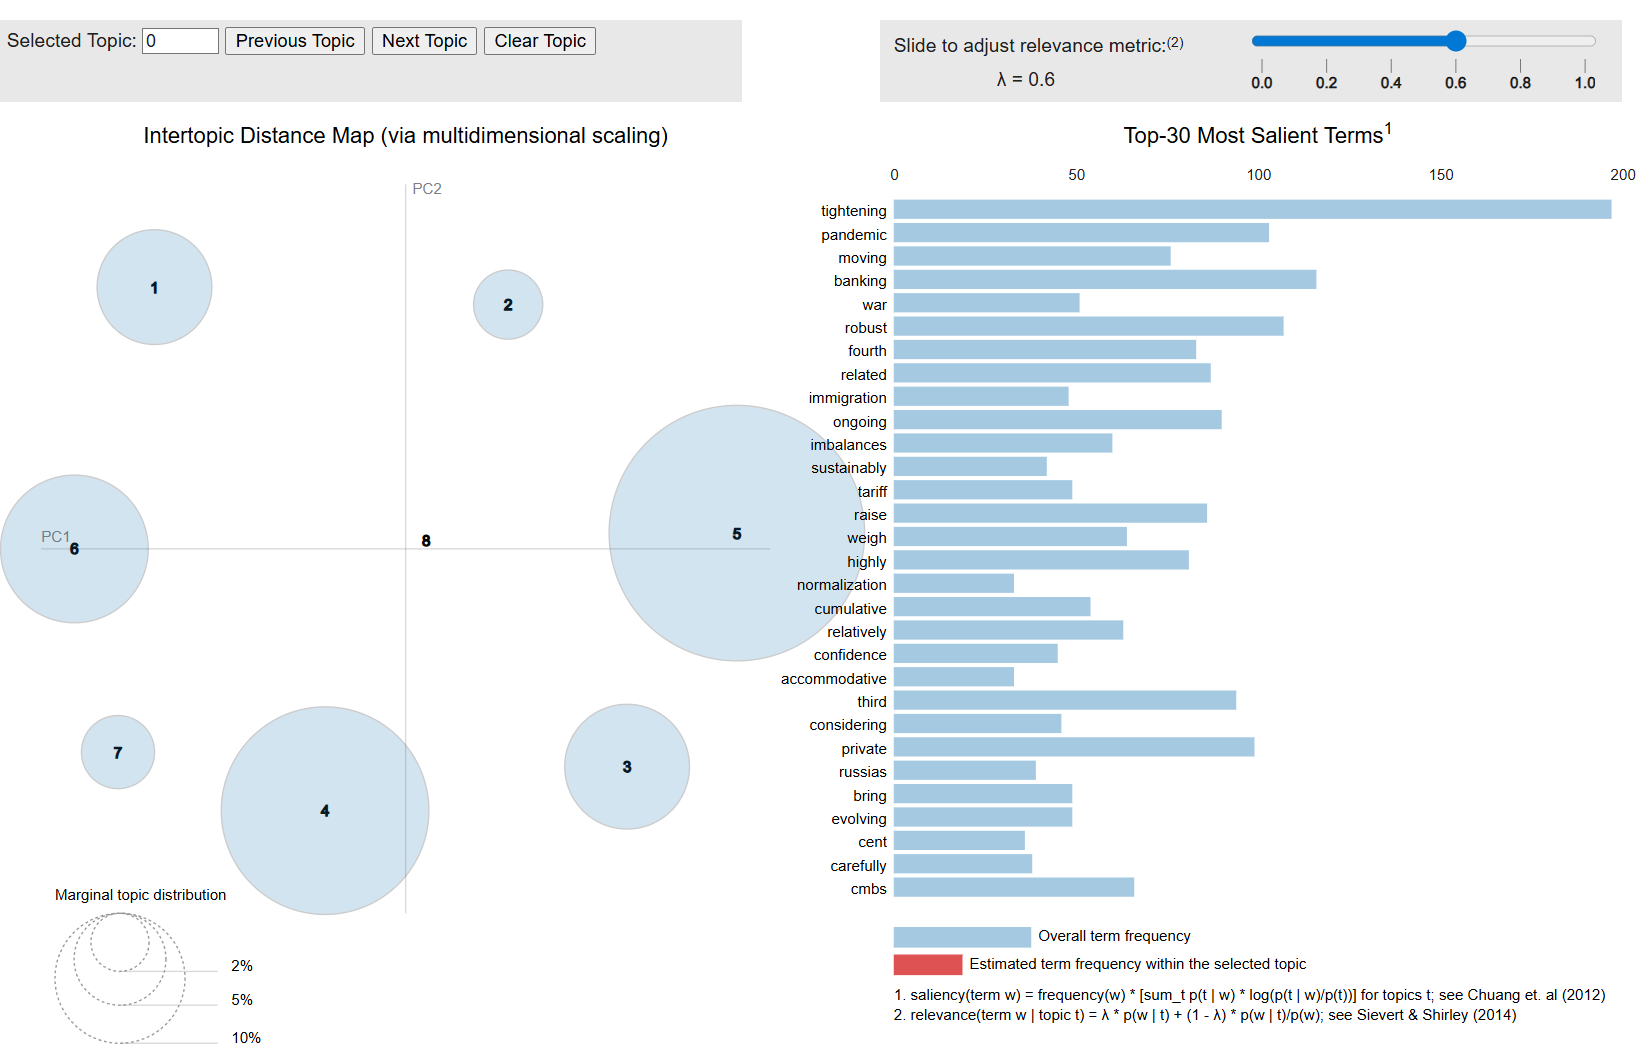 Selected Topic: 0 Previous Topic Next Topic Clear Topic
Slide to adjust relevance metric:(2)
λ = 0.6
0.0 0.2 0.4 0.6 0.8 1.0
Intertopic Distance Map (via multidimensional scaling)
PC2
1
2
5
PC1
6
8
7
4
3
Marginal topic distribution
2%
5%
10%
Top-30 Most Salient Terms1
0 50 100 150 200
tightening
pandemic
moving
banking
war
robust
fourth
related
immigration
ongoing
imbalances
sustainably
tariff
raise
weigh
highly
normalization
cumulative
relatively
confidence
accommodative
third
considering
private
russias
bring
evolving
cent
carefully
cmbs
Overall term frequency
Estimated term frequency within the selected topic
1. saliency(term w) = frequency(w) * [sum_t p(t | w) * log(p(t | w)/p(t))] for topics t; see Chuang et. al (2012)
2. relevance(term w | topic t) = λ * p(w | t) + (1 - λ) * p(w | t)/p(w); see Sievert & Shirley (2014)